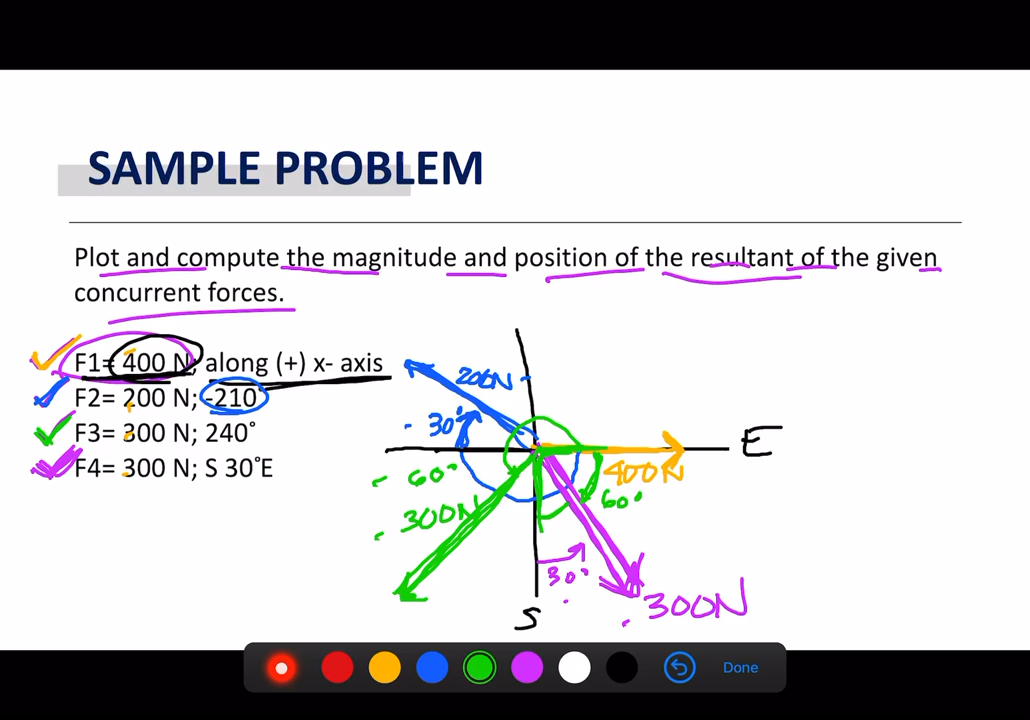 SAMPLE PROBLEM
Plot and compute the magnitude and position of the resultant of the given
concurrent forces.
F1= 400 N; along (+) x- axis
F2= 200 N; -210°
F3= 300 N; 240°
F4= 300 N; S 30°E
200N
30°
E
400N
60°
60°
300N
30°
300N
S
Done